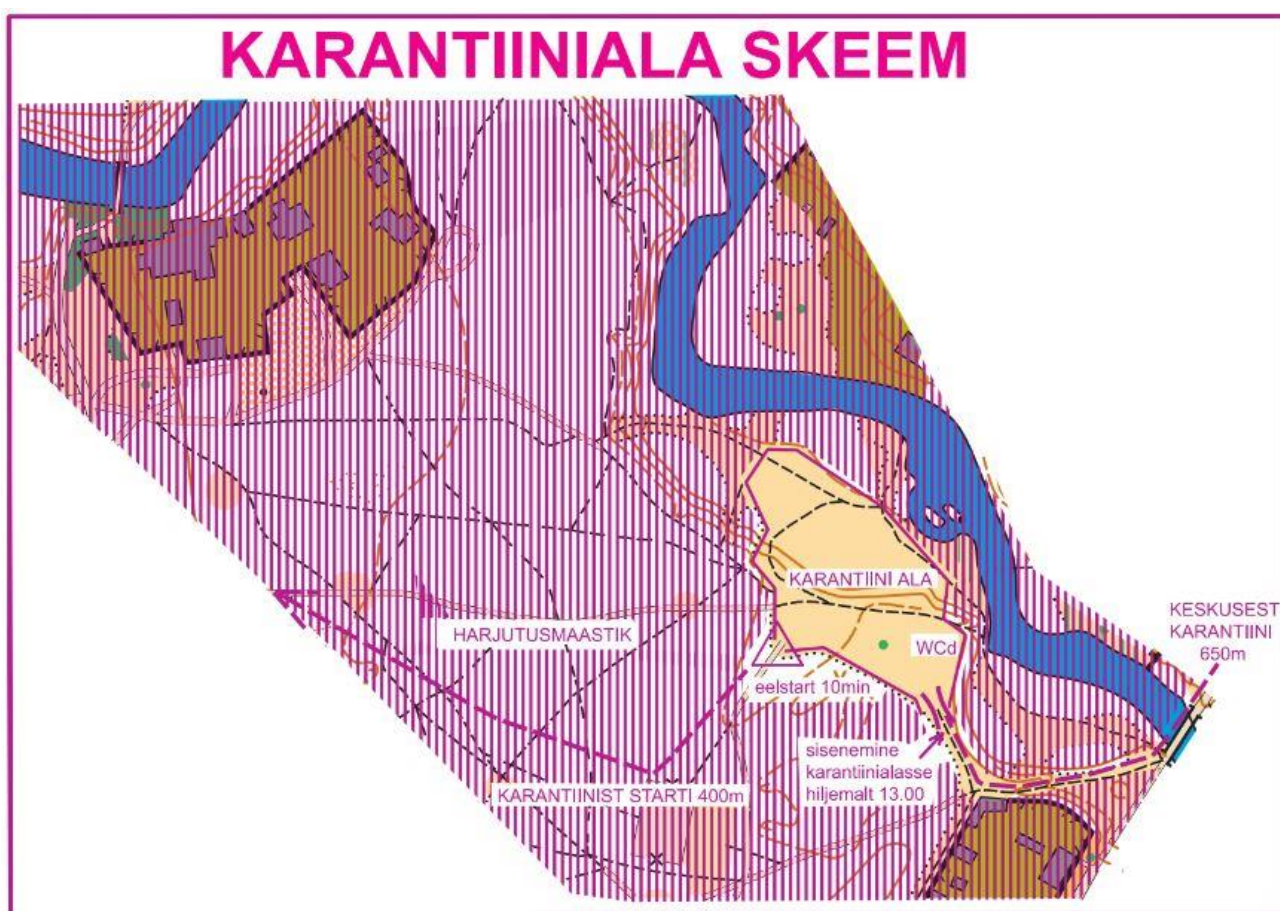 KARANTIINIALA SKEEM
KARANTIINI ALA
KESKUSEST
KARANTIINI
650m
HARJUTUSMAASTIK
WCd
eelstart 10min
sisenemine
karantiinialasse
hiljemalt 13.00
KARANTIINIST STARTI 400m